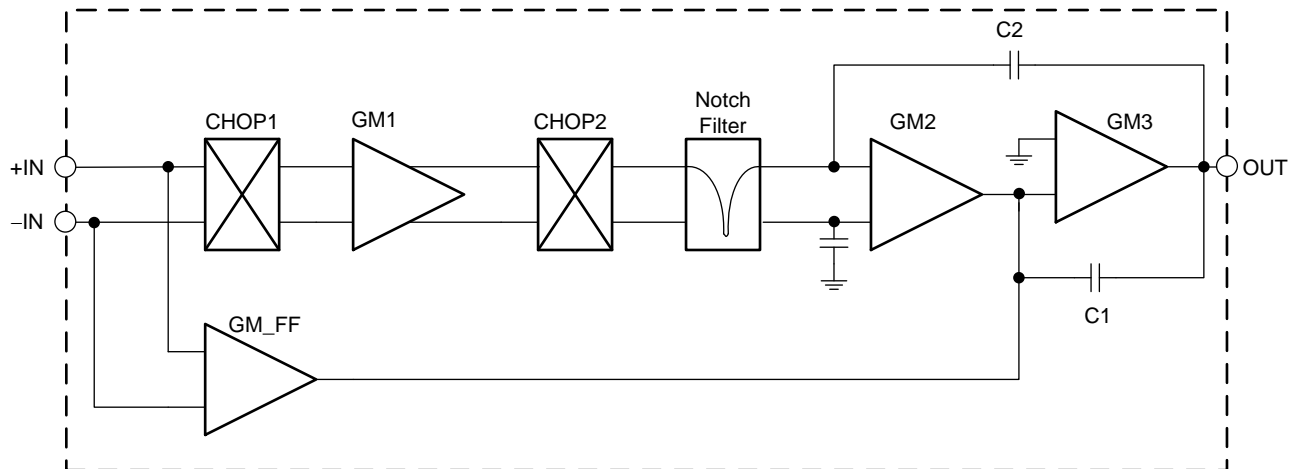 C2
Notch
Filter
CHOP1
GM1
CHOP2
GM2
GM3
+IN
OUT
−IN
C1
GM_FF